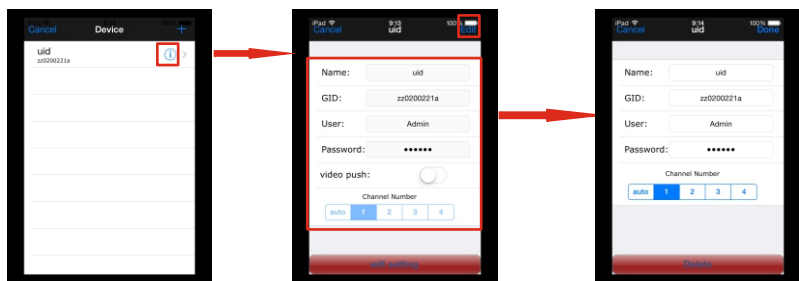 iPad
100%
Cancel
Device
+
uid
zz0200221a
iPad
9:13
100%
Cancel
uid
Edit
Name:
uid
GID:
zz0200221a
User:
Admin
Password:
••••••
video push:
Channel Number
auto 1 2 3 4
wifi setting
iPad
9:14
100%
Cancel
uid
Done
Name:
uid
GID:
zz0200221a
User:
Admin
Password:
••••••
Channel Number
auto 1 2 3 4
Delete